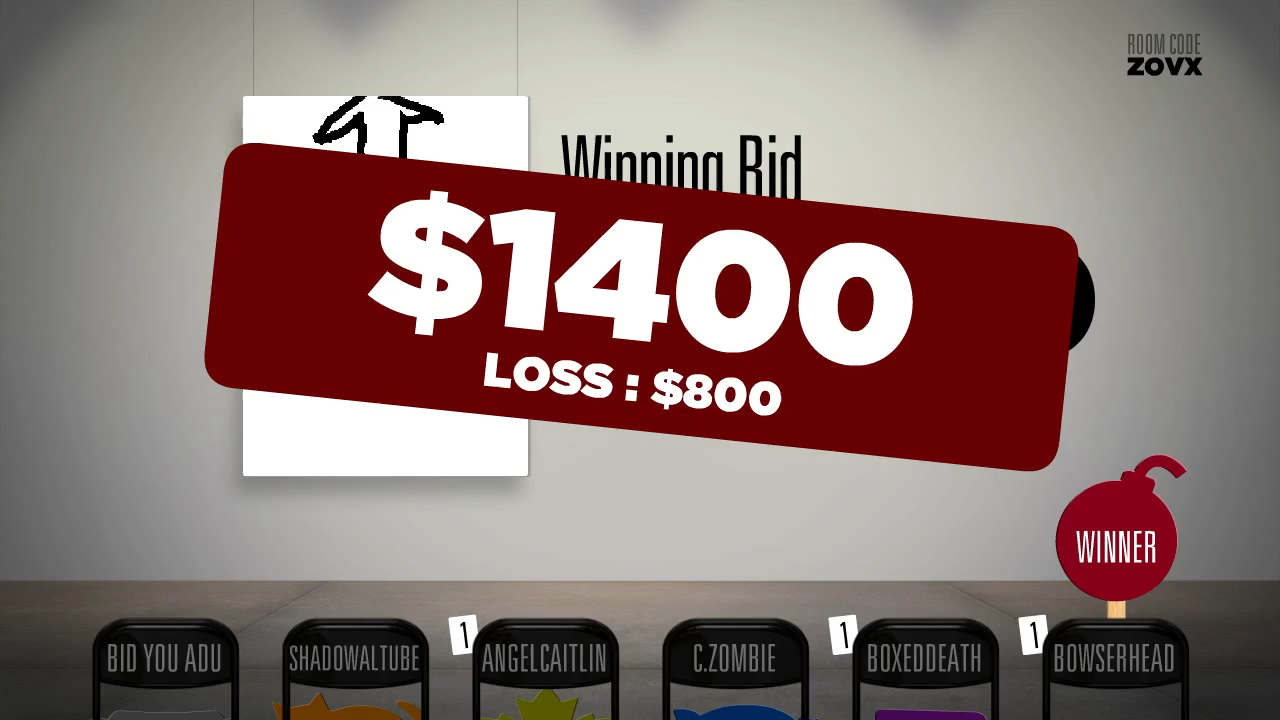 ROOM CODE
ZOVX
Winning Bid
$1400
LOSS : $800
WINNER
1
1
1
BID YOU ADU
SHADOWALTUBE
ANGELCAITLIN
C.ZOMBIE
BOXEDDEATH
BOWSERHEAD